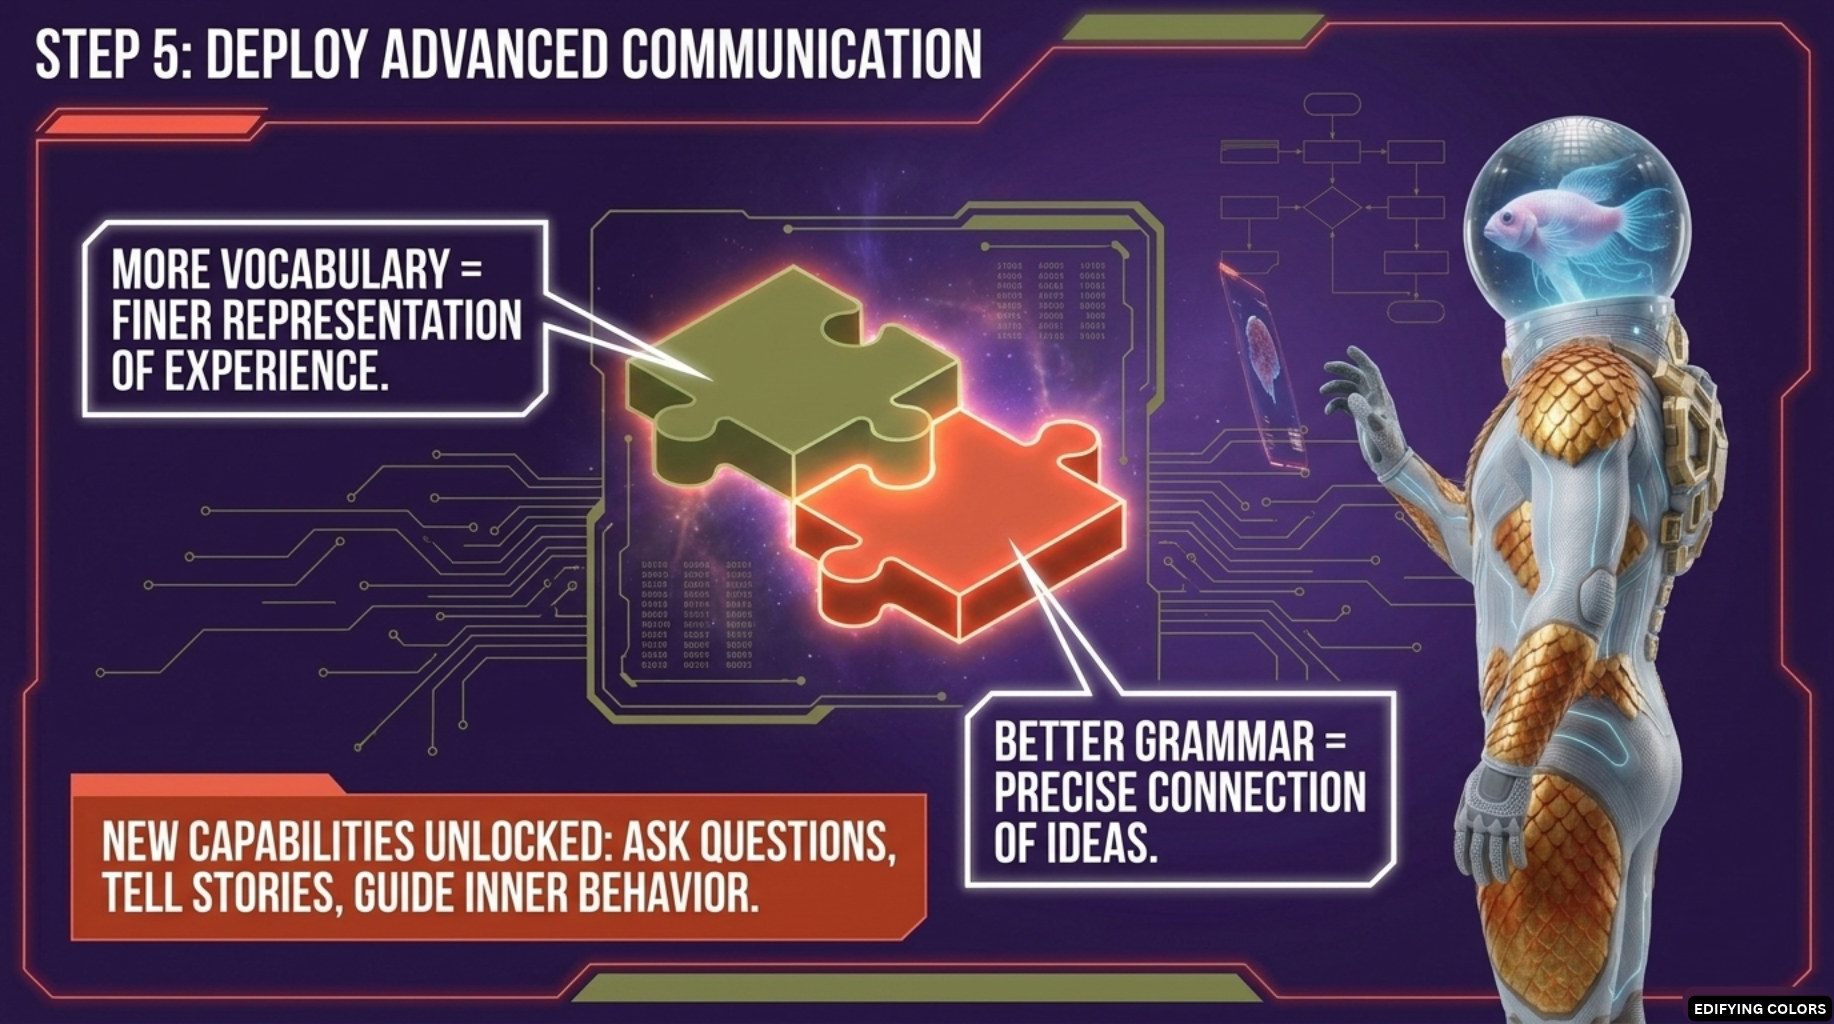 STEP 5: DEPLOY ADVANCED COMMUNICATION
MORE VOCABULARY =
FINER REPRESENTATION
OF EXPERIENCE.
BETTER GRAMMAR =
PRECISE CONNECTION
OF IDEAS.
NEW CAPABILITIES UNLOCKED: ASK QUESTIONS,
TELL STORIES, GUIDE INNER BEHAVIOR.
EDIFYING COLORS